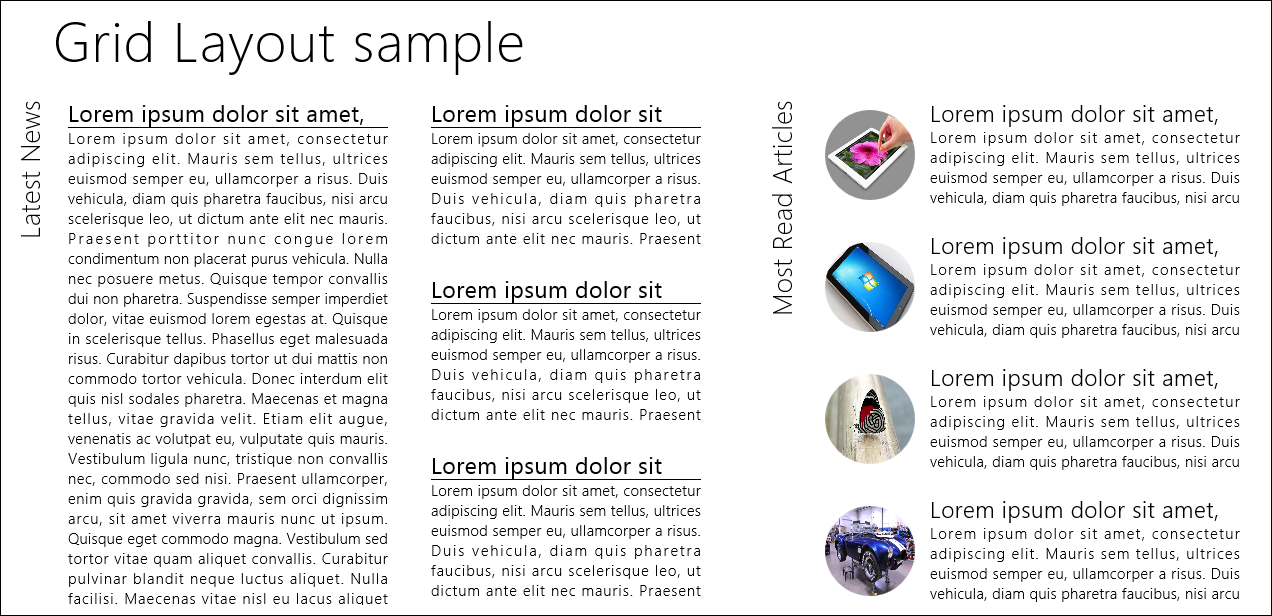 Grid Layout sample
Latest News
Lorem ipsum dolor sit amet,
Lorem ipsum dolor sit amet, consectetur
adipiscing elit. Mauris sem tellus, ultrices
euismod semper eu, ullamcorper a risus. Duis
vehicula, diam quis pharetra faucibus, nisi arcu
scelerisque leo, ut dictum ante elit nec mauris.
Praesent porttitor nunc congue lorem
condimentum non placerat purus vehicula. Nulla
nec posuere metus. Quisque tempor convallis
dui non pharetra. Suspendisse semper imperdiet
dolor, vitae euismod lorem egestas at. Quisque
in scelerisque tellus. Phasellus eget malesuada
risus. Curabitur dapibus tortor ut dui mattis non
commodo tortor vehicula. Donec interdum elit
quis nisl sodales pharetra. Maecenas et magna
tellus, vitae gravida velit. Etiam elit augue,
venenatis ac volutpat eu, vulputate quis mauris.
Vestibulum ligula nunc, tristique non convallis
nec, commodo sed nisi. Praesent ullamcorper,
enim quis gravida gravida, sem orci dignissim
arcu, sit amet viverra mauris nunc ut ipsum.
Quisque eget commodo magna. Vestibulum sed
tortor vitae quam aliquet convallis. Curabitur
pulvinar blandit neque luctus aliquet. Nulla
facilisi. Maecenas vitae nisl eu lacus aliquet
Lorem ipsum dolor sit
Lorem ipsum dolor sit amet, consectetur
adipiscing elit. Mauris sem tellus, ultrices
euismod semper eu, ullamcorper a risus.
Duis vehicula, diam quis pharetra
faucibus, nisi arcu scelerisque leo, ut
dictum ante elit nec mauris. Praesent
Lorem ipsum dolor sit
Lorem ipsum dolor sit amet, consectetur
adipiscing elit. Mauris sem tellus, ultrices
euismod semper eu, ullamcorper a risus.
Duis vehicula, diam quis pharetra
faucibus, nisi arcu scelerisque leo, ut
dictum ante elit nec mauris. Praesent
Lorem ipsum dolor sit
Lorem ipsum dolor sit amet, consectetur
adipiscing elit. Mauris sem tellus, ultrices
euismod semper eu, ullamcorper a risus.
Duis vehicula, diam quis pharetra
faucibus, nisi arcu scelerisque leo, ut
dictum ante elit nec mauris. Praesent
Most Read Articles
Lorem ipsum dolor sit amet,
Lorem ipsum dolor sit amet, consectetur
adipiscing elit. Mauris sem tellus, ultrices
euismod semper eu, ullamcorper a risus. Duis
vehicula, diam quis pharetra faucibus, nisi arcu
Lorem ipsum dolor sit amet,
Lorem ipsum dolor sit amet, consectetur
adipiscing elit. Mauris sem tellus, ultrices
euismod semper eu, ullamcorper a risus. Duis
vehicula, diam quis pharetra faucibus, nisi arcu
Lorem ipsum dolor sit amet,
Lorem ipsum dolor sit amet, consectetur
adipiscing elit. Mauris sem tellus, ultrices
euismod semper eu, ullamcorper a risus. Duis
vehicula, diam quis pharetra faucibus, nisi arcu
Lorem ipsum dolor sit amet,
Lorem ipsum dolor sit amet, consectetur
adipiscing elit. Mauris sem tellus, ultrices
euismod semper eu, ullamcorper a risus. Duis
vehicula, diam quis pharetra faucibus, nisi arcu